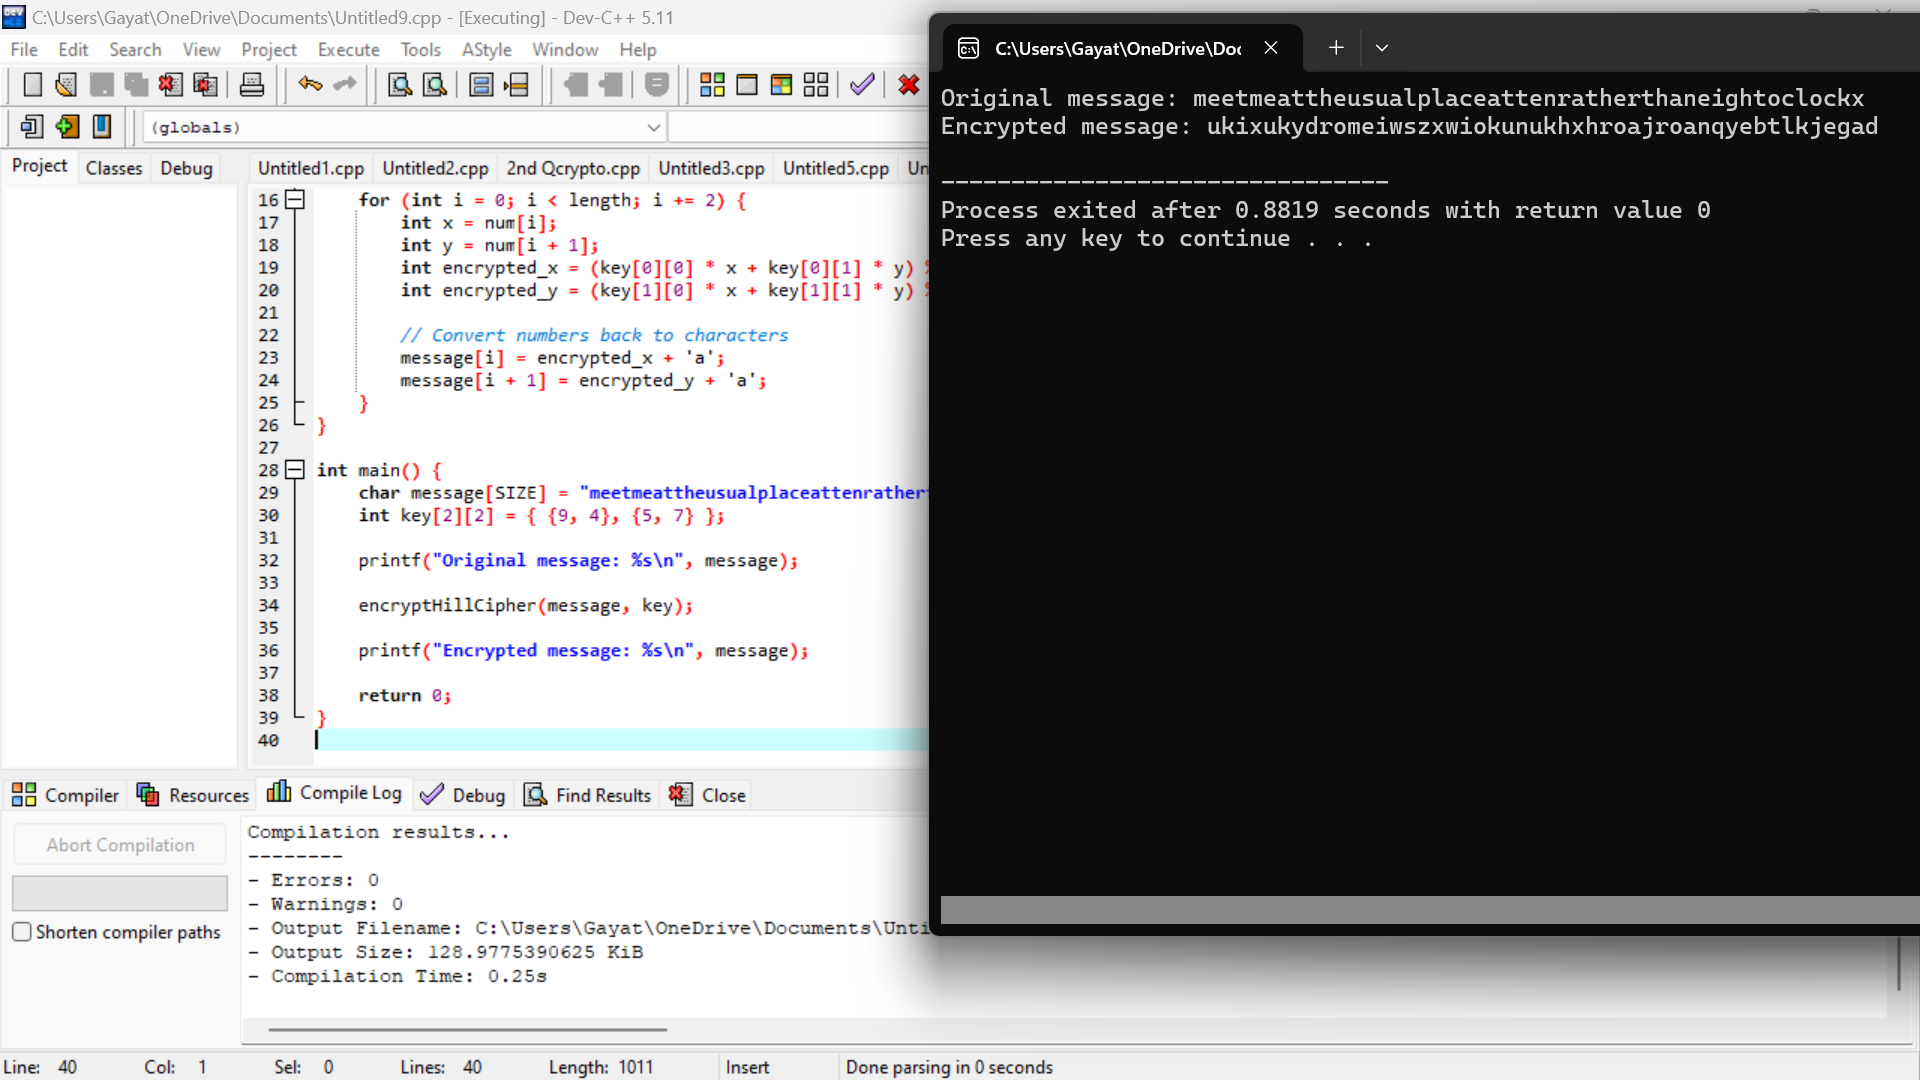 C:\Users\Gayat\OneDrive\Documents\Untitled9.cpp - [Executing] - Dev-C++ 5.11
File Edit Search View Project Execute Tools AStyle Window Help
(globals)
Project Classes Debug
Untitled1.cpp Untitled2.cpp 2nd Qcrypto.cpp Untitled3.cpp Untitled5.cpp Un
16 for (int i = 0; i < length; i += 2) {
17 int x = num[i];
18 int y = num[i + 1];
19 int encrypted_x = (key[0][0] * x + key[0][1] * y) %
20 int encrypted_y = (key[1][0] * x + key[1][1] * y) %
21
22 // Convert numbers back to characters
23 message[i] = encrypted_x + 'a';
24 message[i + 1] = encrypted_y + 'a';
25 }
26 }
27
28 int main() {
29 char message[SIZE] = "meetmeattheusualplaceattenrather
30 int key[2][2] = { {9, 4}, {5, 7} };
31
32 printf("Original message: %s\n", message);
33
34 encryptHillCipher(message, key);
35
36 printf("Encrypted message: %s\n", message);
37
38 return 0;
39 }
40
Compiler Resources Compile Log Debug Find Results Close
Abort Compilation
Shorten compiler paths
Compilation results...
--------
- Errors: 0
- Warnings: 0
- Output Filename: C:\Users\Gayat\OneDrive\Documents\Unti
- Output Size: 128.9775390625 KiB
- Compilation Time: 0.25s
Line: 40 Col: 1 Sel: 0 Lines: 40 Length: 1011 Insert Done parsing in 0 seconds
C:\Users\Gayat\OneDrive\Doc
Original message: meetmeattheusualplaceattenratherthaneightoclockx
Encrypted message: ukixukydromeiwszxwiokunukhxhroajroanqyebtlkjegad
--------------------------------
Process exited after 0.8819 seconds with return value 0
Press any key to continue . . .